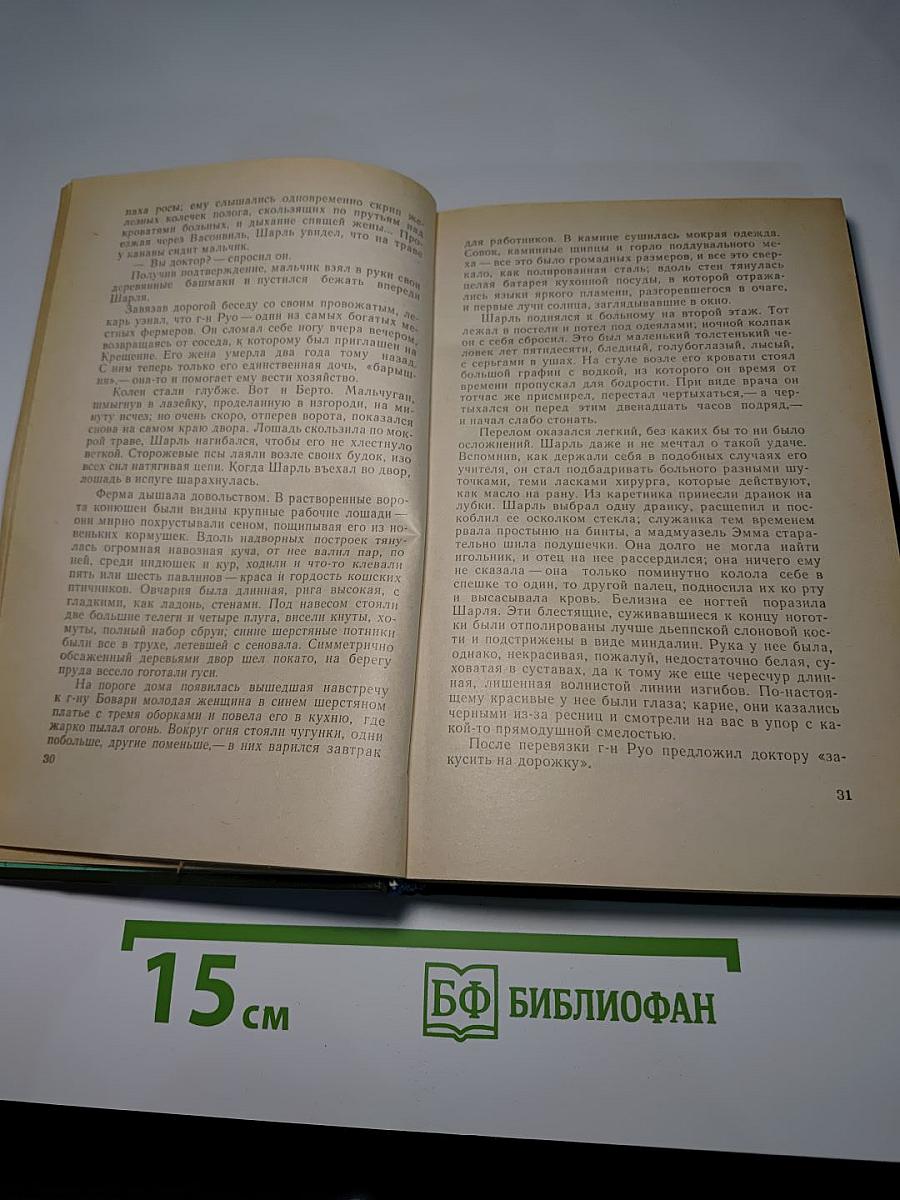 паха росы; ему слышались одновременно скрип же-
лезных колечек полога, скользящих по прутьям над
кроватями больных, и дыхание спящей жены... Про-
езжая через Васонвиль, Шарль увидел, что на траве
у канавы сидит мальчик.
— Вы доктор? — спросил он.
Получив подтверждение, мальчик взял в руки свои
деревянные башмаки и пустился бежать впереди
Шарля.
Завязав дорогой беседу со своим провожатым, ле-
карь узнал, что г-н Руо — один из самых богатых ме-
стных фермеров. Он сломал себе ногу вчера вечером,
возвращаясь от соседа, к которому был приглашен на
Крещение. Его жена умерла два года тому назад.
С ним теперь только его единственная дочь, «барыш-
ня»,— она-то и помогает ему вести хозяйство.
Колеи стали глубже. Вот и Берто. Мальчуган,
шмыгнув в лазейку, проделанную в изгороди, на ми-
нуту исчез; но очень скоро, отперев ворота, показался
снова на самом краю двора. Лошадь скользила по мок-
рой траве, Шарль нагибался, чтобы его не хлестнуло
веткой. Сторожевые псы лаяли возле своих будок, изо
всех сил натягивая цепи. Когда Шарль въехал во двор,
лошадь в испуге шарахнулась.
Ферма дышала довольством. В растворенные воро-
та конюшен были видны крупные рабочие лошади —
они мирно похрустывали сеном, пощипывая его из но-
веньких кормушек. Вдоль надворных построек тяну-
лась огромная навозная куча, от нее валил пар, по
ней, среди индюшек и кур, ходили и что-то клевали
пять или шесть павлинов — краса и гордость кошских
птичников. Овчарня была длинная, рига высокая, с
гладкими, как ладонь, стенами. Под навесом стояли
две большие телеги и четыре плуга, висели кнуты, хо-
муты, полный набор сбруи; синие шерстяные потники
были все в трухе, летевшей с сеновала. Симметрично
обсаженный деревьями двор шел покато, на берегу
пруда весело гоготали гуси.
На пороге дома появилась вышедшая навстречу
к г-ну Бовари молодая женщина в синем шерстяном
платье с тремя оборками и повела его в кухню, где
жарко пылал огонь. Вокруг огня стояли чугунки, одни
побольше, другие поменьше,— в них варился завтрак
30
для работников. В камине сушилась мокрая одежда.
Совок, каминные щипцы и горло поддувального ме-
ха — все это было громадных размеров, и все это свер-
кало, как полированная сталь; вдоль стен тянулась
целая батарея кухонной посуды, в которой отража-
лись языки яркого пламени, разгоревшегося в очаге,
и первые лучи солнца, заглядывавшие в окно.
Шарль поднялся к больному на второй этаж. Тот
лежал в постели и потел под одеялами; ночной колпак
он с себя сбросил. Это был маленький толстенький че-
ловек лет пятидесяти, бледный, голубоглазый, лысый,
с серьгами в ушах. На стуле возле его кровати стоял
большой графин с водкой, из которого он время от
времени пропускал для бодрости. При виде врача он
тотчас же присмирел, перестал чертыхаться,— а чер-
тыхался он перед этим двенадцать часов подряд,—
и начал слабо стонать.
Перелом оказался легкий, без каких бы то ни было
осложнений. Шарль даже и не мечтал о такой удаче.
Вспомнив, как держали себя в подобных случаях его
учителя, он стал подбадривать больного разными шу-
точками, теми ласками хирурга, которые действуют,
как масло на рану. Из каретника принесли дранок на
лубки. Шарль выбрал одну дранку, расщепил и пос-
коблил ее осколком стекла; служанка тем временем
рвала простыню на бинты, а мадмуазель Эмма стара-
тельно шила подушечки. Она долго не могла найти
игольник, и отец на нее рассердился; она ничего ему
не сказала — она только поминутно колола себе в
спешке то один, то другой палец, подносила их ко рту
и высасывала кровь. Белизна ее ногтей поразила
Шарля. Эти блестящие, суживавшиеся к концу ногот-
ки были отполированы лучше дьеппской слоновой кос-
ти и подстрижены в виде миндалин. Рука у нее была,
однако, некрасивая, пожалуй, недостаточно белая, су-
ховатая в суставах, да к тому же еще чересчур длин-
ная, лишенная волнистой линии изгибов. По-настоя-
щему красивые у нее были глаза; карие, они казались
черными из-за ресниц и смотрели на вас в упор с ка-
кой-то прямодушной смелостью.
После перевязки г-н Руо предложил доктору «за-
кусить на дорожку».
31
15 см
БФ БИБЛИОФАН